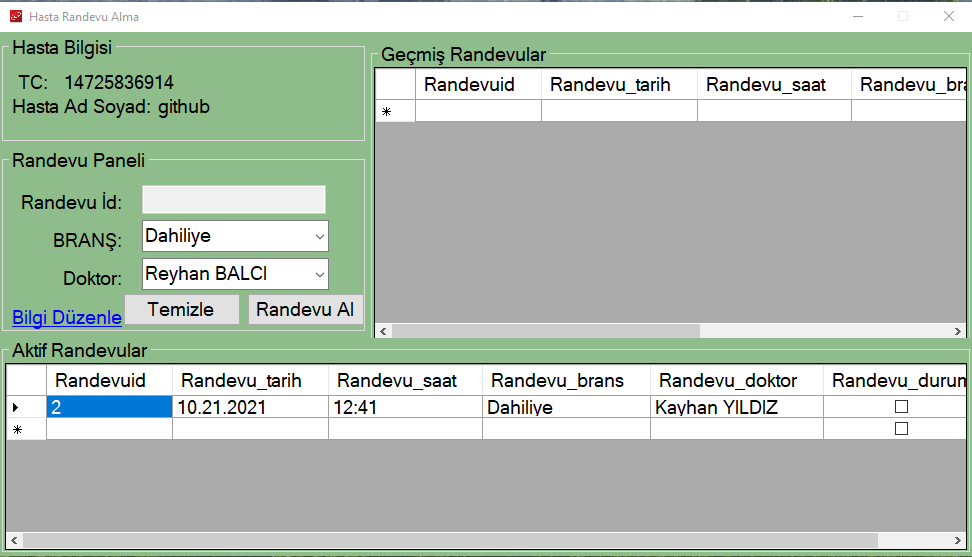 Hasta Randevu Alma
Hasta Bilgisi
TC: 14725836914
Hasta Ad Soyad: github
Geçmiş Randevular
Randevuid Randevu_tarih Randevu_saat Randevu_bra
Randevu Paneli
Randevu İd:
BRANŞ: Dahiliye
Doktor: Reyhan BALCI
Bilgi Düzenle Temizle Randevu Al
Aktif Randevular
Randevuid Randevu_tarih Randevu_saat Randevu_brans Randevu_doktor Randevu_durum
2 10.21.2021 12:41 Dahiliye Kayhan YILDIZ